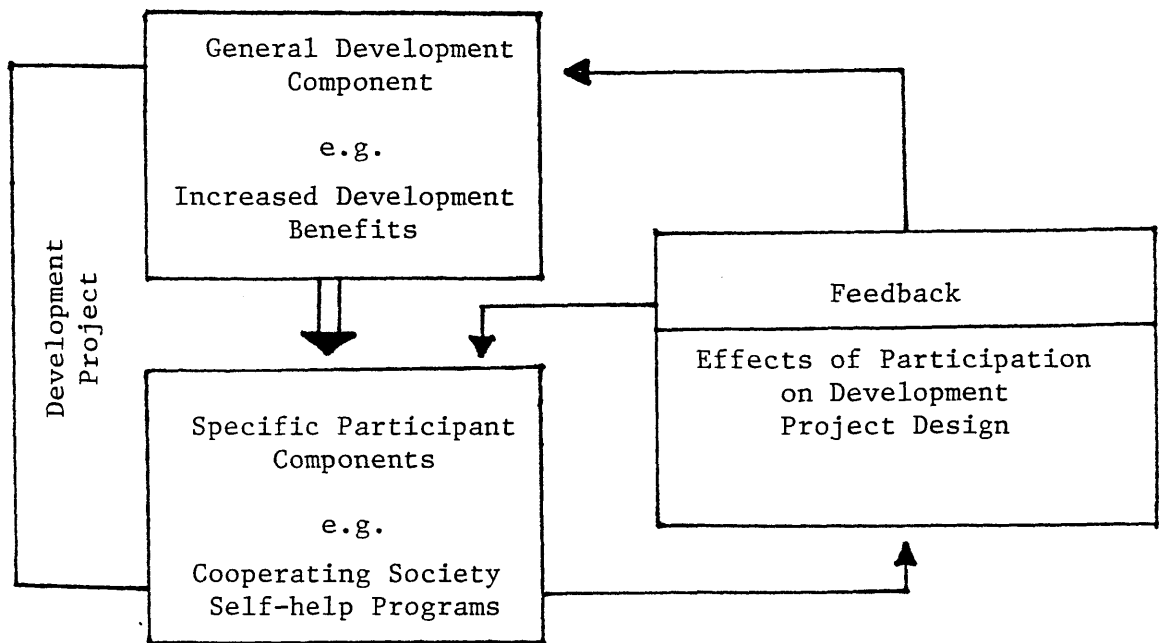 General Development
Component
e.g.
Increased Development
Benefits
Development
Project
Feedback
Effects of Participation
on Development
Project Design
Specific Participant
Components
e.g.
Cooperating Society
Self-help Programs